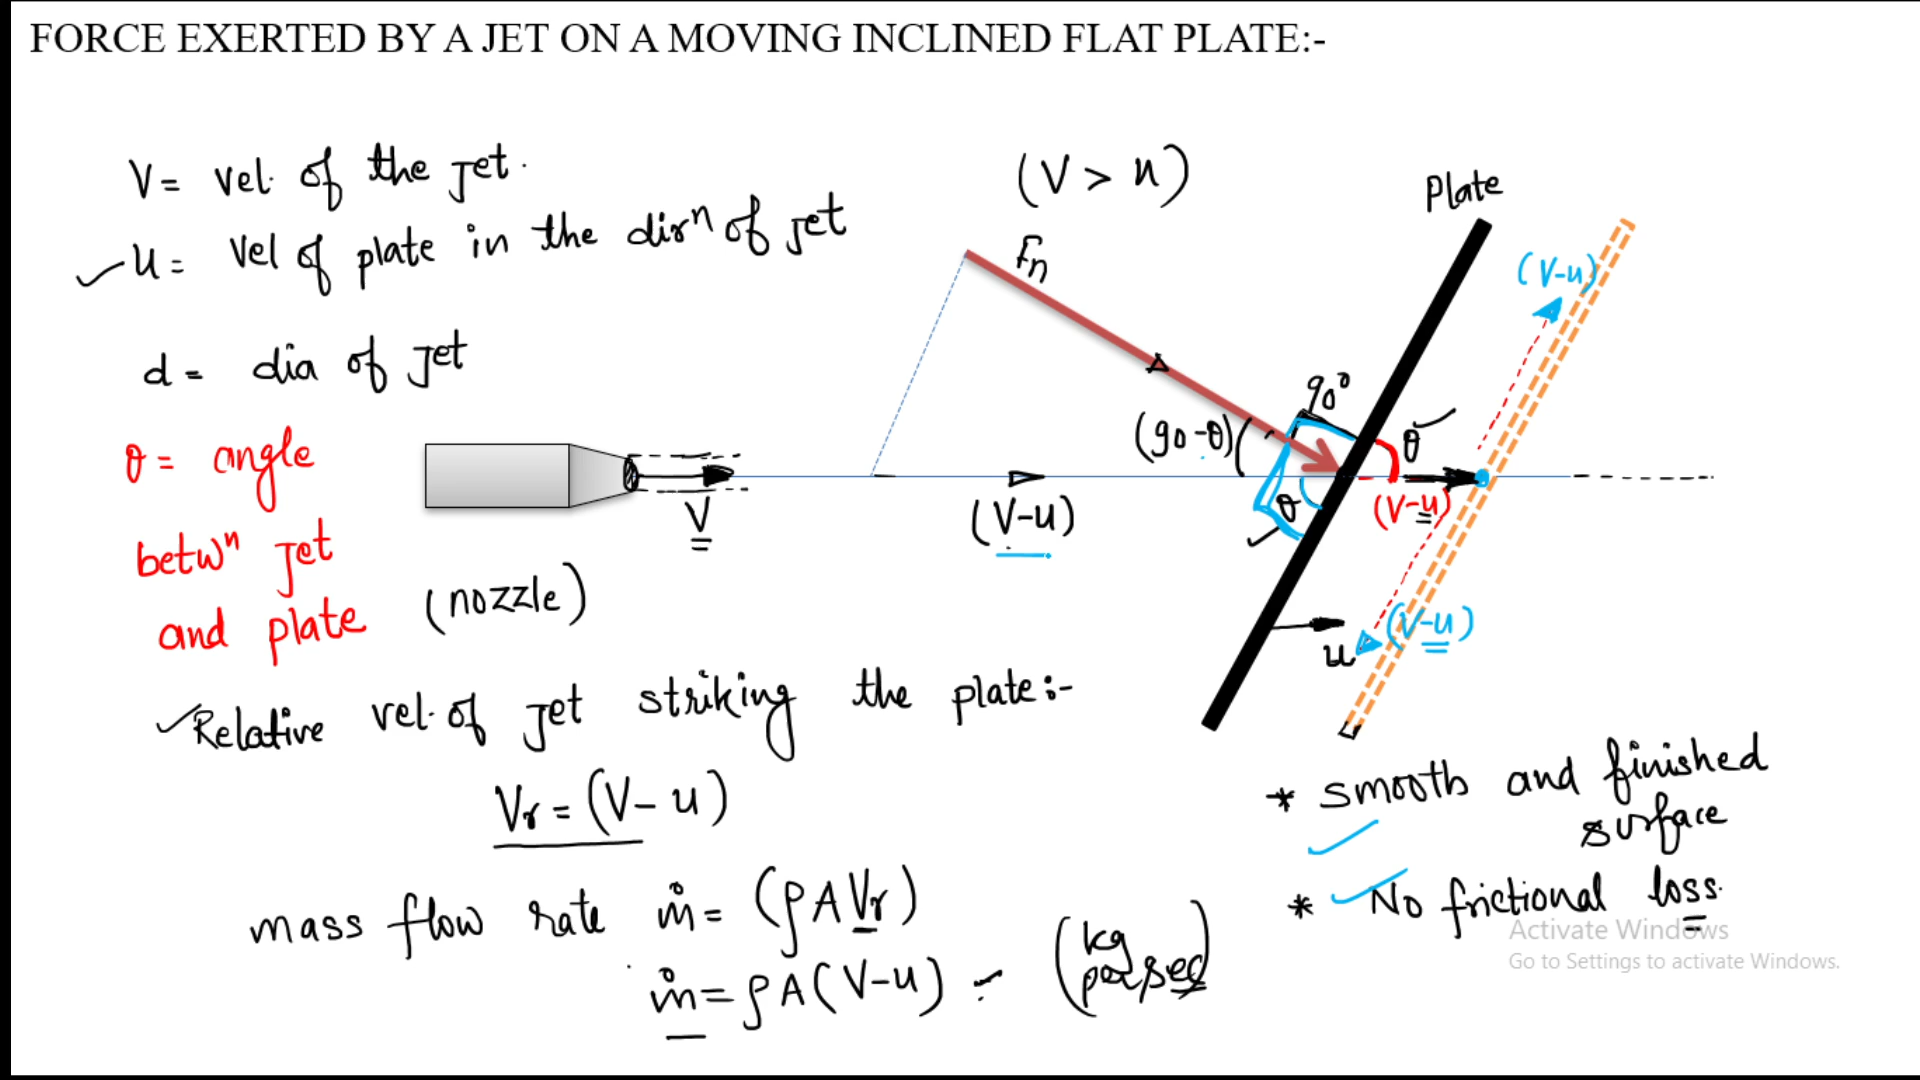 FORCE EXERTED BY A JET ON A MOVING INCLINED FLAT PLATE:-
V = vel. of the Jet.
u = Vel of plate in the dirⁿ of jet
d = dia of Jet
θ = angle
betwⁿ Jet
and plate
(nozzle)
V
(V > u)
Fn
Plate
(V-u)
90°
(90-θ)
θ
θ
(V-u)
(V-u)
(V-u)
u
Relative vel. of Jet striking the plate:-
Vr = (V-u)
mass flow rate ṁ = (ρAVr)
ṁ = ρA(V-u) - (kg per sec)
* smooth and finished
surface
* No frictional loss.
Activate Windows
Go to Settings to activate Windows.